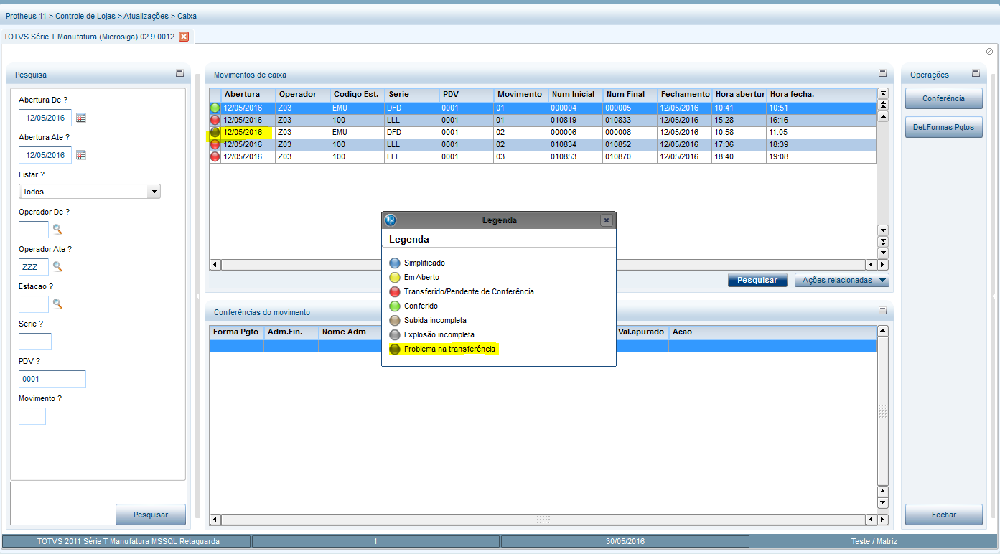 Protheus 11 > Controle de Lojas > Atualizações > Caixa
TOTVS Série T Manufatura (Microsiga) 02.9.0012
Pesquisa
Abertura De ?
12/05/2016
Abertura Ate ?
12/05/2016
Listar ?
Todos
Operador De ?
Operador Ate ?
ZZZ
Estacao ?
Serie ?
PDV ?
0001
Movimento ?
Pesquisar
Movimentos de caixa
Abertura Operador Codigo Est. Serie PDV Movimento Num Inicial Num Final Fechamento Hora abertur Hora fecha.
12/05/2016 Z03 EMU DFD 0001 01 000004 000005 12/05/2016 10:41 10:51
12/05/2016 Z03 100 LLL 0001 01 010819 010833 12/05/2016 15:28 16:16
12/05/2016 Z03 EMU DFD 0001 02 000006 000008 12/05/2016 10:58 11:05
12/05/2016 Z03 100 LLL 0001 02 010834 010852 12/05/2016 17:36 18:39
12/05/2016 Z03 100 LLL 0001 03 010853 010870 12/05/2016 18:40 19:08
Pesquisar Ações relacionadas
Legenda
Legenda
Simplificado
Em Aberto
Transferido/Pendente de Conferência
Conferido
Subida incompleta
Explosão incompleta
Problema na transferência
Conferências do movimento
Forma Pgto Adm.Fin. Nome Adm Val.apurado Acao
Operações
Conferência
Det.Formas Pgtos
Fechar
TOTVS 2011 Série T Manufatura MSSQL Retaguarda 1 30/05/2016 Teste / Matriz